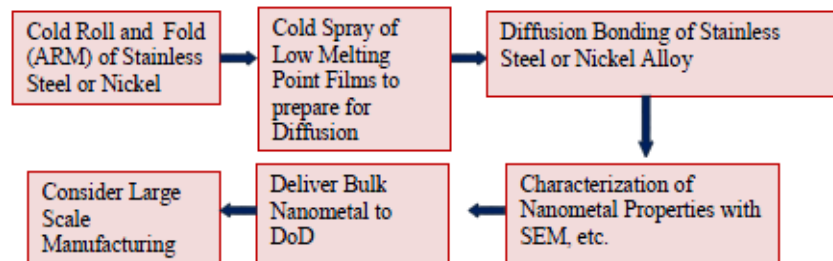 Cold Roll and Fold
(ARM) of Stainless
Steel or Nickel
Cold Spray of
Low Melting
Point Films to
prepare for
Diffusion
Diffusion Bonding of Stainless
Steel or Nickel Alloy
Characterization of
Nanometal Properties with
SEM, etc.
Deliver Bulk
Nanometal to
DoD
Consider Large
Scale
Manufacturing